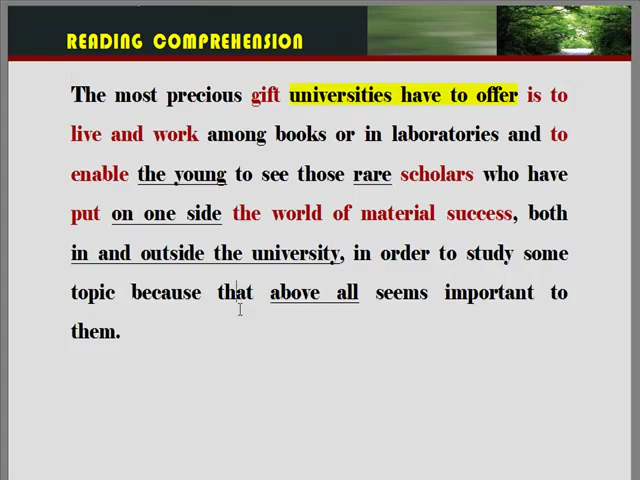 READING COMPREHENSION
The most precious gift universities have to offer is to
live and work among books or in laboratories and to
enable the young to see those rare scholars who have
put on one side the world of material success, both
in and outside the university, in order to study some
topic because that above all seems important to
them.